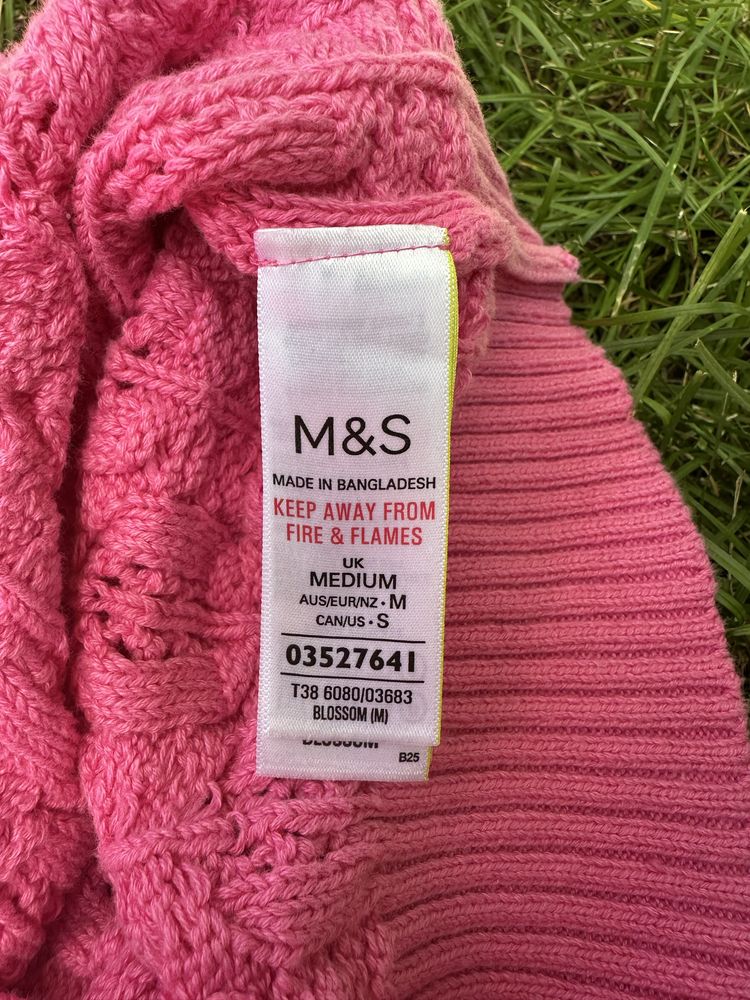 M&S
MADE IN BANGLADESH
KEEP AWAY FROM
FIRE & FLAMES
UK
MEDIUM
AUS/EUR/NZ • M
CAN/US • S
03527641
T38 6080/03683
BLOSSOM (M)
BLOSSOM
B25